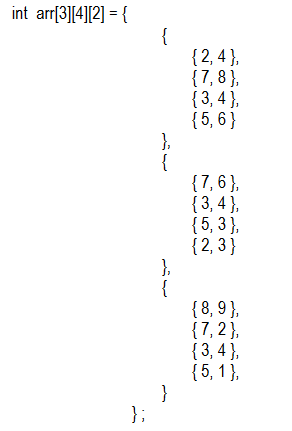 int arr[3][4][2] = {
{
{ 2, 4 },
{ 7, 8 },
{ 3, 4 },
{ 5, 6 }
},
{
{ 7, 6 },
{ 3, 4 },
{ 5, 3 },
{ 2, 3 }
},
{
{ 8, 9 },
{ 7, 2 },
{ 3, 4 },
{ 5, 1 },
}
} ;